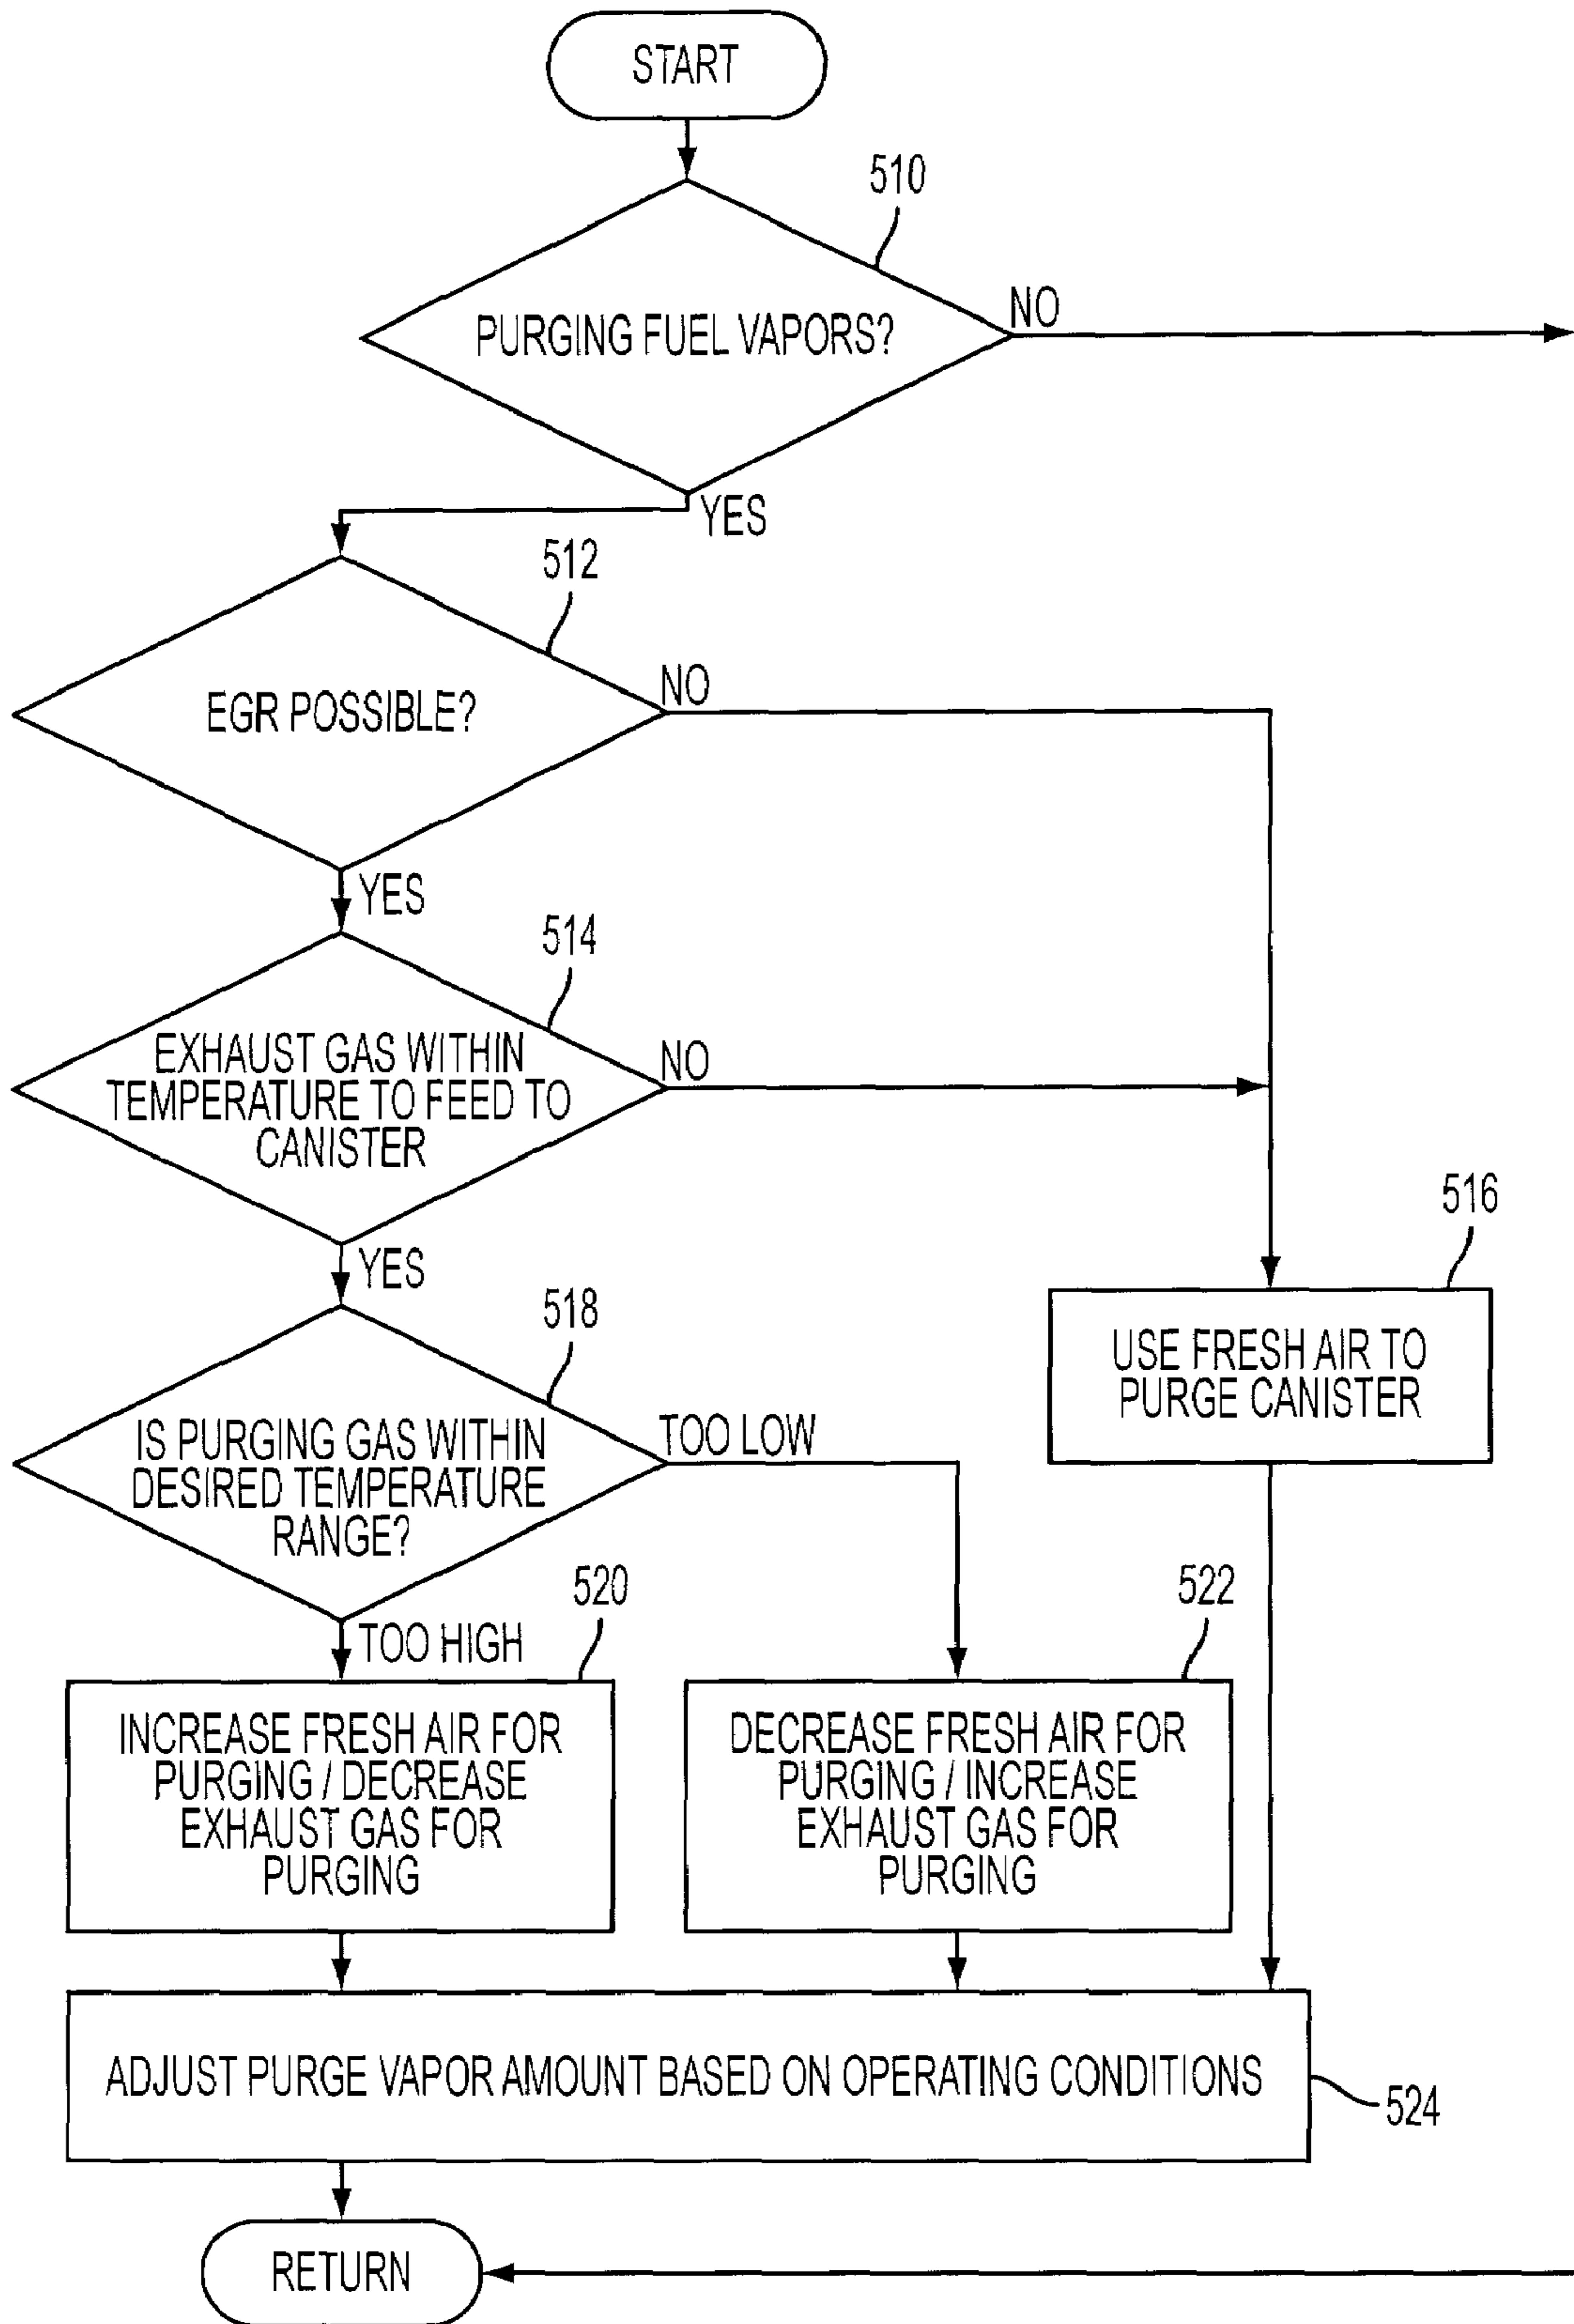 START
510
PURGING FUEL VAPORS?
NO
YES
512
EGR POSSIBLE?
NO
YES
514
EXHAUST GAS WITHIN
TEMPERATURE TO FEED TO
CANISTER
NO
YES
516
USE FRESH AIR TO
PURGE CANISTER
518
IS PURGING GAS WITHIN
DESIRED TEMPERATURE
RANGE?
TOO LOW
TOO HIGH
520
INCREASE FRESH AIR FOR
PURGING / DECREASE
EXHAUST GAS FOR
PURGING
522
DECREASE FRESH AIR FOR
PURGING / INCREASE
EXHAUST GAS FOR
PURGING
ADJUST PURGE VAPOR AMOUNT BASED ON OPERATING CONDITIONS
524
RETURN